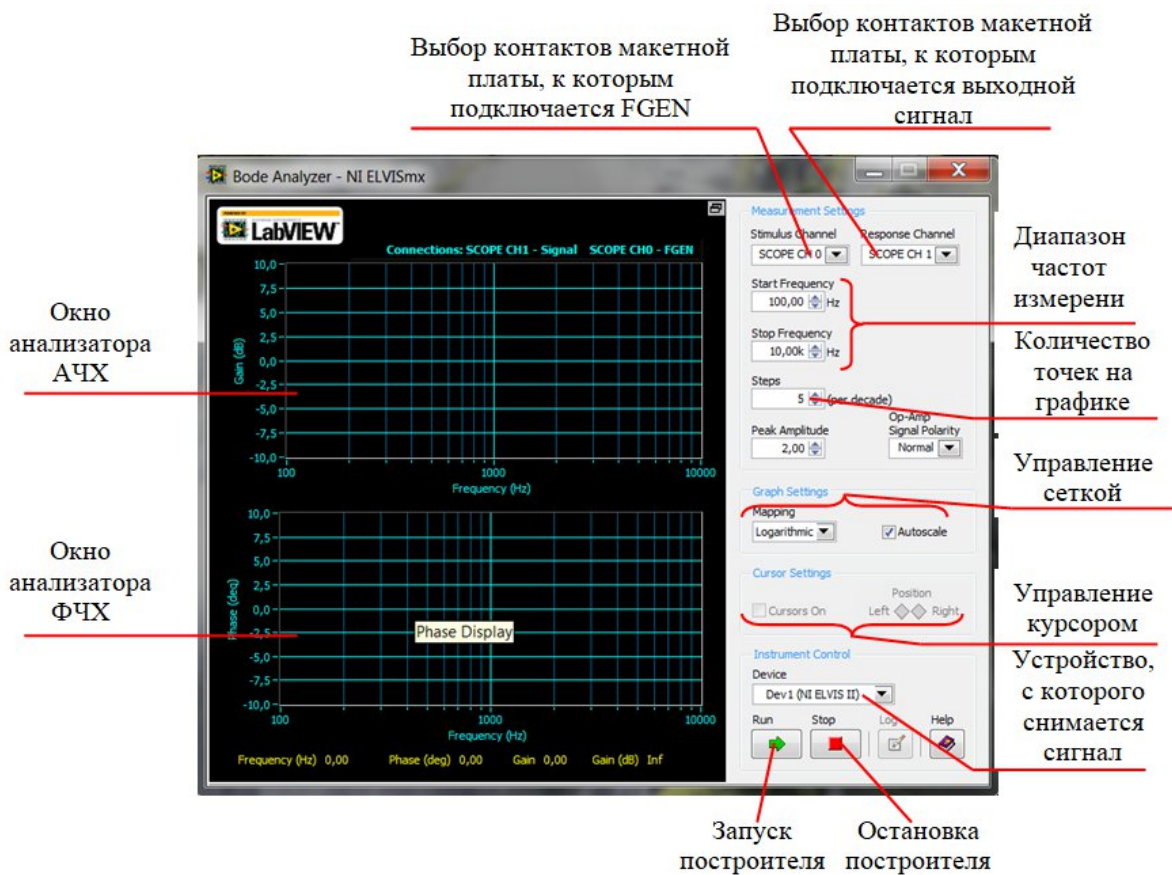 Выбор контактов макетной
платы, к которым
подключается FGEN
Выбор контактов макетной
платы, к которым
подключается выходной
сигнал
Bode Analyzer - NI ELVISmx
LabVIEW
Connections: SCOPE CH1 - Signal SCOPE CH0 - FGEN
10,0
7,5
5,0
2,5
0,0
-2,5
-5,0
-7,5
-10,0
Gain (dB)
100 1000 10000
Frequency (Hz)
10,0
7,5
5,0
2,5
0,0
-2,5
-5,0
-7,5
-10,0
Phase (deg)
Phase Display
100 1000 10000
Frequency (Hz)
Frequency (Hz) 0,00 Phase (deg) 0,00 Gain 0,00 Gain (dB) Inf
Measurement Settings
Stimulus Channel Response Channel
SCOPE CH 0 SCOPE CH 1
Start Frequency
100,00 Hz
Stop Frequency
10,00k Hz
Steps
5 (per decade)
Peak Amplitude
2,00
Op-Amp
Signal Polarity
Normal
Graph Settings
Mapping
Logarithmic Autoscale
Cursor Settings
Position
Cursors On Left Right
Instrument Control
Device
Dev1 (NI ELVIS II)
Run Stop Log Help
Окно
анализатора
АЧХ
Окно
анализатора
ФЧХ
Диапазон
частот
измерени
Количество
точек на
графике
Управление
сеткой
Управление
курсором
Устройство,
с которого
снимается
сигнал
Запуск
построителя
Остановка
построителя